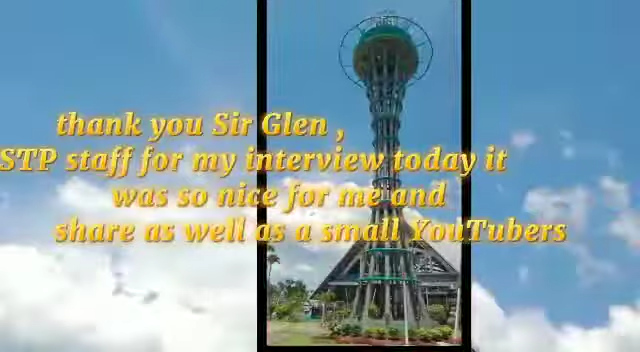 thank you Sir Glen ,
STP staff for my interview today it
was so nice for me and
share as well as a small YouTubers